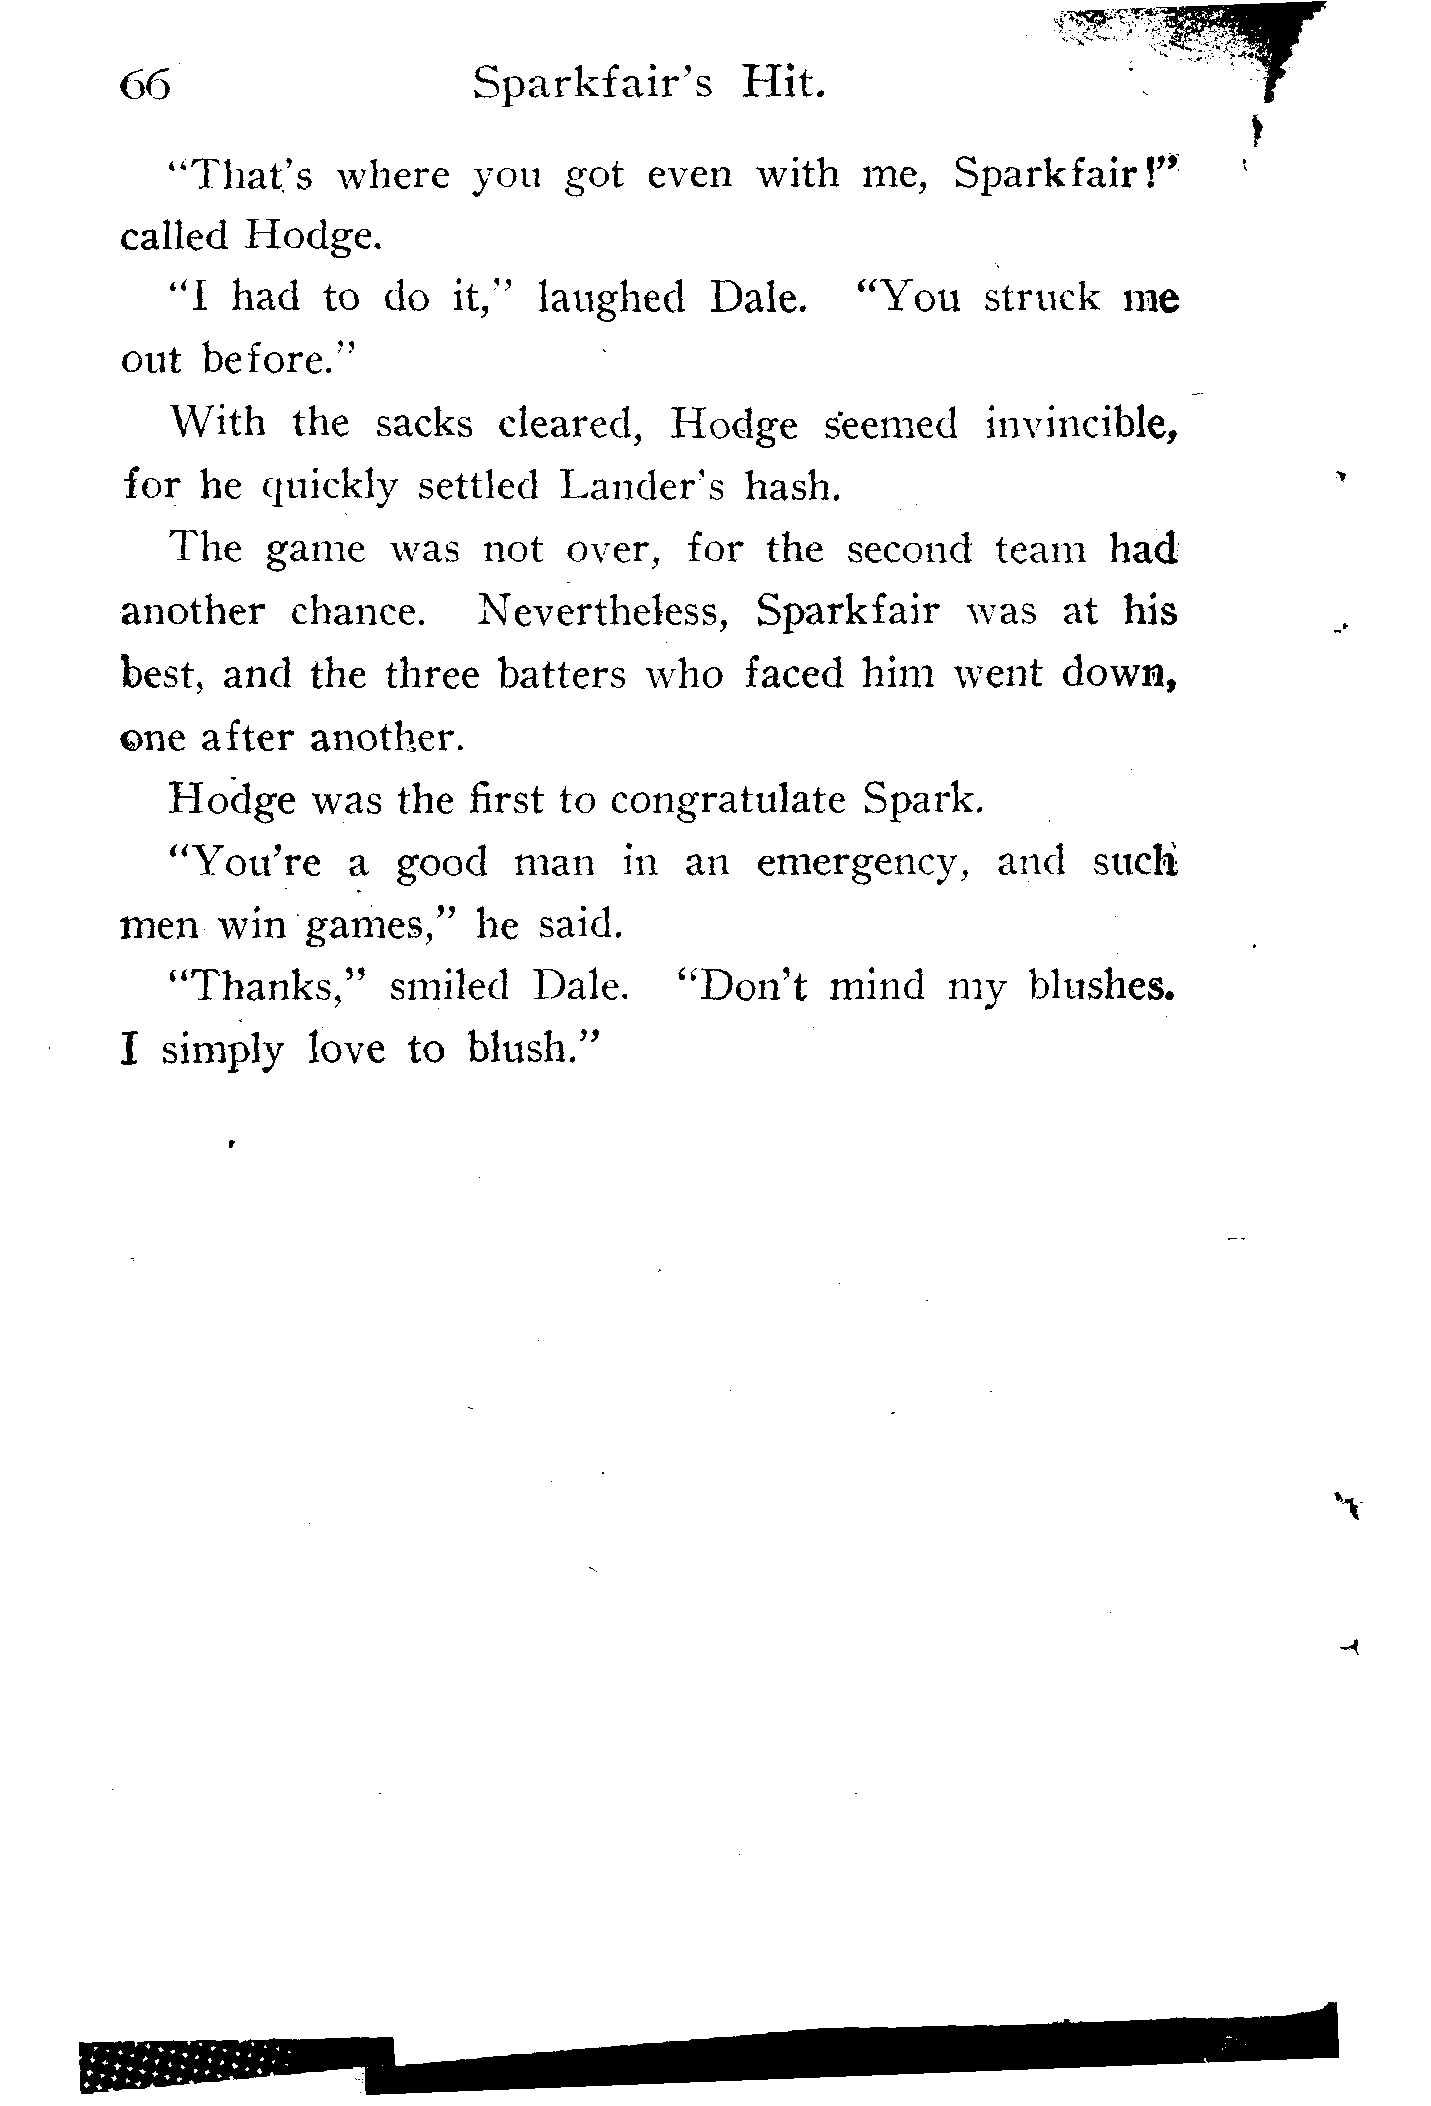 66 Sparkfair's Hit.
"That's where you got even with me, Sparkfair!"
called Hodge.
"I had to do it," laughed Dale. "You struck me
out before."
With the sacks cleared, Hodge seemed invincible,
for he quickly settled Lander's hash.
The game was not over, for the second team had
another chance. Nevertheless, Sparkfair was at his
best, and the three batters who faced him went down,
one after another.
Hodge was the first to congratulate Spark.
"You're a good man in an emergency, and such
men win games," he said.
"Thanks," smiled Dale. "Don't mind my blushes.
I simply love to blush."